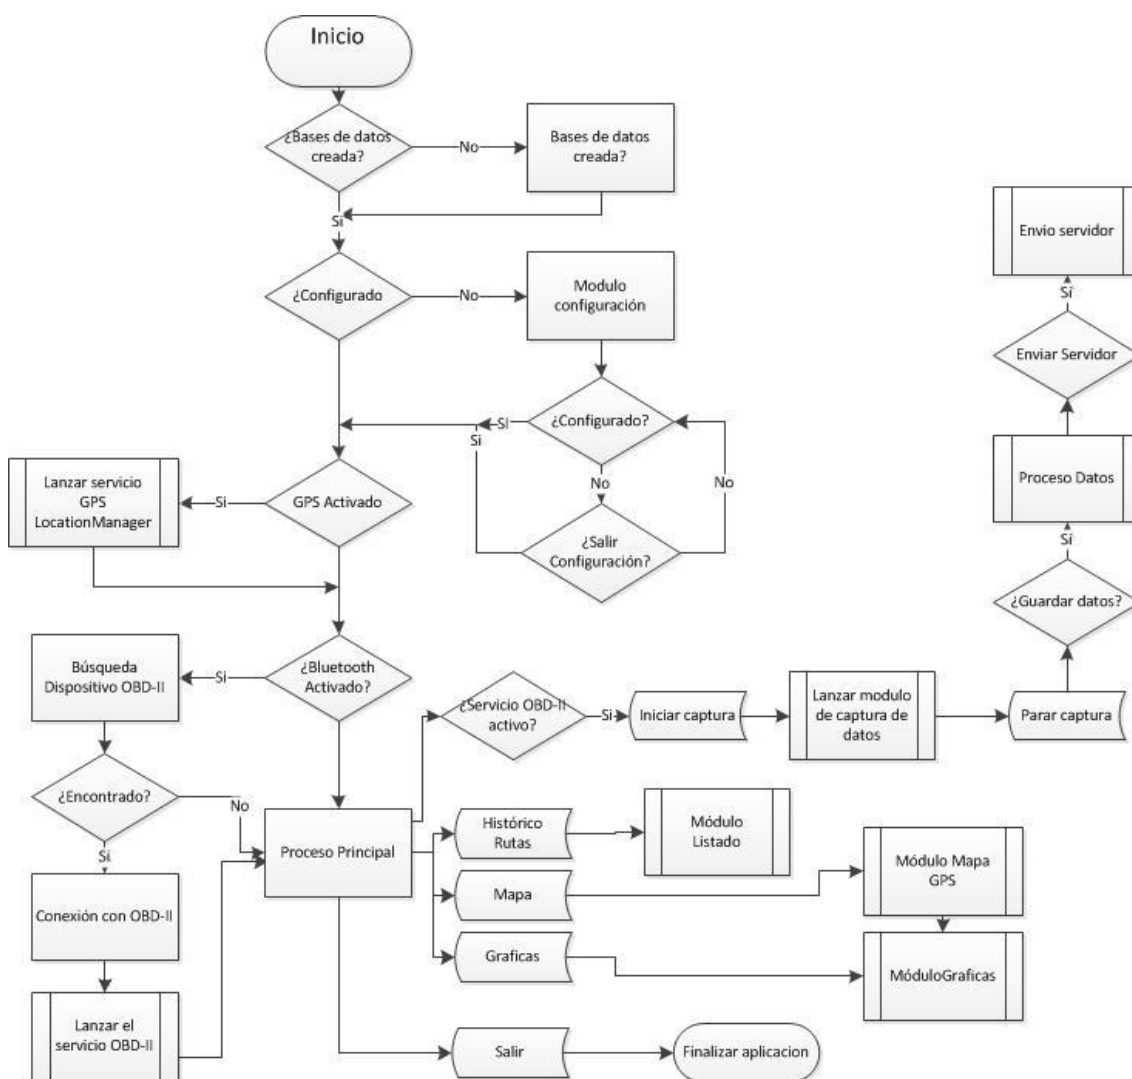 Inicio
¿Bases de datos
creada?
No
Bases de datos
creada?
Si
¿Configurado
No
Modulo
configuración
¿Configurado?
Si
Si
No
No
¿Salir
Configuración?
GPS Activado
Si
Lanzar servicio
GPS
LocationManager
¿Bluetooth
Activado?
Si
Búsqueda
Dispositivo OBD-II
¿Encontrado?
No
Si
Conexión con OBD-II
Lanzar el
servicio OBD-II
Proceso Principal
¿Servicio OBD-II
activo?
Si
Iniciar captura
Lanzar modulo
de captura de
datos
Parar captura
¿Guardar datos?
Si
Proceso Datos
Enviar Servidor
Si
Envio servidor
Histórico
Rutas
Módulo
Listado
Mapa
Módulo Mapa
GPS
Graficas
MóduloGraficas
Salir
Finalizar aplicacion